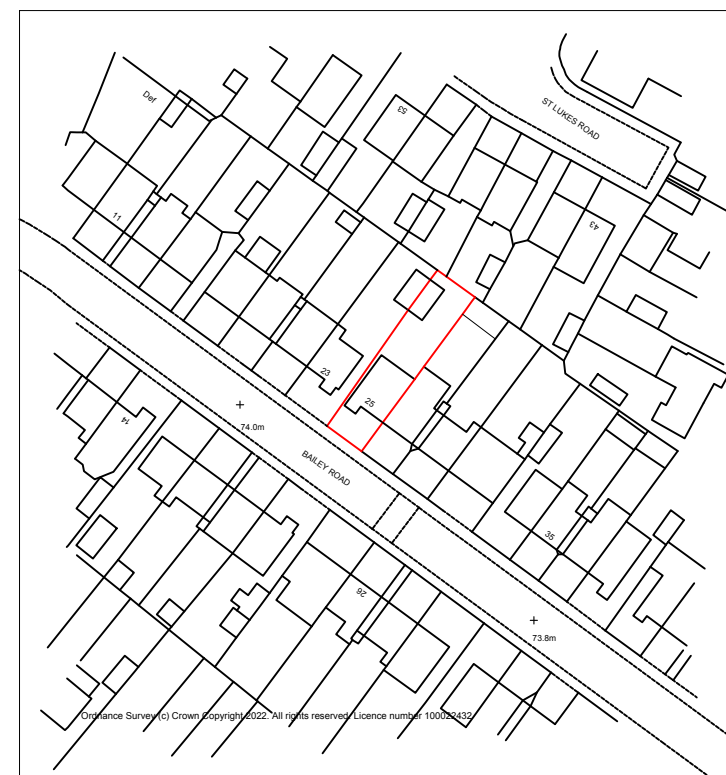 Def
53
ST LUKES ROAD
11
43
23
25
74.0m
14
BAILEY ROAD
35
26
73.8m
Ordnance Survey (c) Crown Copyright 2022. All rights reserved. Licence number 100022432